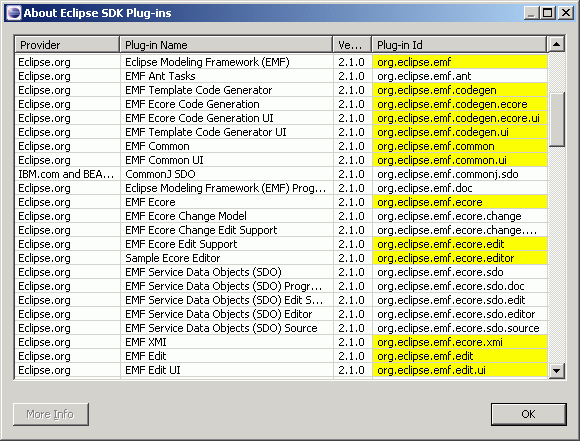 About Eclipse SDK Plug-ins
Provider Plug-in Name Ve... Plug-in Id
Eclipse.org Eclipse Modeling Framework (EMF) 2.1.0 org.eclipse.emf
Eclipse.org EMF Ant Tasks 2.1.0 org.eclipse.emf.ant
Eclipse.org EMF Template Code Generator 2.1.0 org.eclipse.emf.codegen
Eclipse.org EMF Ecore Code Generation 2.1.0 org.eclipse.emf.codegen.ecore
Eclipse.org EMF Ecore Code Generation UI 2.1.0 org.eclipse.emf.codegen.ecore.ui
Eclipse.org EMF Template Code Generator UI 2.1.0 org.eclipse.emf.codegen.ui
Eclipse.org EMF Common 2.1.0 org.eclipse.emf.common
Eclipse.org EMF Common UI 2.1.0 org.eclipse.emf.common.ui
IBM.com and BEA... CommonJ SDO 2.1.0 org.eclipse.emf.commonj.sdo
Eclipse.org Eclipse Modeling Framework (EMF) Prog... 2.1.0 org.eclipse.emf.doc
Eclipse.org EMF Ecore 2.1.0 org.eclipse.emf.ecore
Eclipse.org EMF Ecore Change Model 2.1.0 org.eclipse.emf.ecore.change
Eclipse.org EMF Ecore Change Edit Support 2.1.0 org.eclipse.emf.ecore.change....
Eclipse.org EMF Ecore Edit Support 2.1.0 org.eclipse.emf.ecore.edit
Eclipse.org Sample Ecore Editor 2.1.0 org.eclipse.emf.ecore.editor
Eclipse.org EMF Service Data Objects (SDO) 2.1.0 org.eclipse.emf.ecore.sdo
Eclipse.org EMF Service Data Objects (SDO) Progr... 2.1.0 org.eclipse.emf.ecore.sdo.doc
Eclipse.org EMF Service Data Objects (SDO) Edit S... 2.1.0 org.eclipse.emf.ecore.sdo.edit
Eclipse.org EMF Service Data Objects (SDO) Editor 2.1.0 org.eclipse.emf.ecore.sdo.editor
Eclipse.org EMF Service Data Objects (SDO) Source 2.1.0 org.eclipse.emf.ecore.sdo.source
Eclipse.org EMF XMI 2.1.0 org.eclipse.emf.ecore.xmi
Eclipse.org EMF Edit 2.1.0 org.eclipse.emf.edit
Eclipse.org EMF Edit UI 2.1.0 org.eclipse.emf.edit.ui
More Info OK